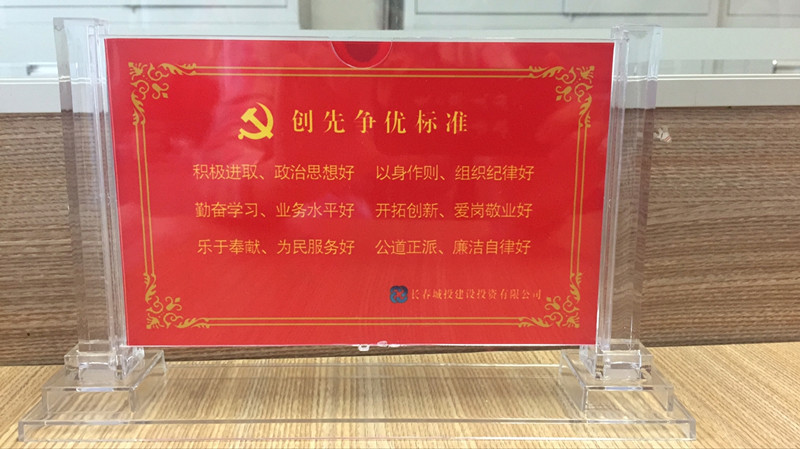 创先争优标准
积极进取、政治思想好 以身作则、组织纪律好
勤奋学习、业务水平好 开拓创新、爱岗敬业好
乐于奉献、为民服务好 公道正派、廉洁自律好
长春城投建设投资有限公司